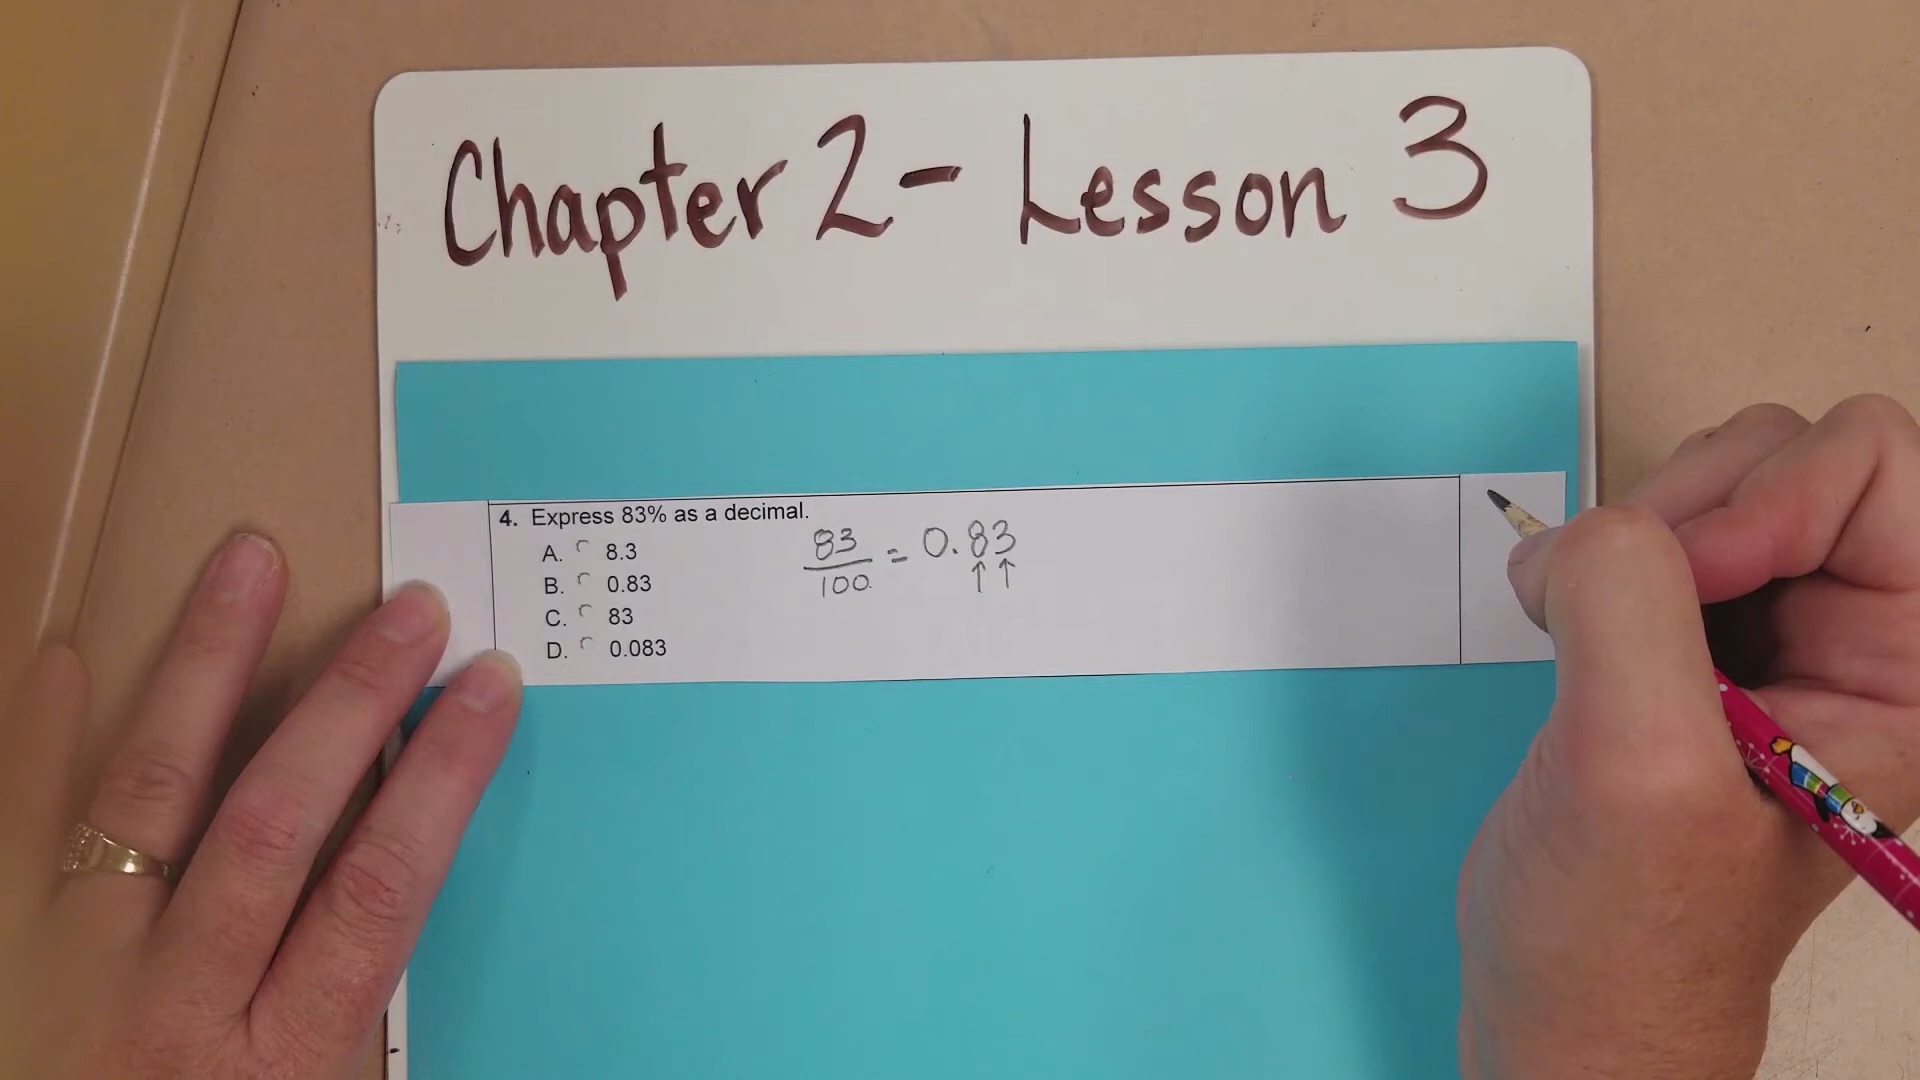 Chapter 2 - Lesson 3
4. Express 83% as a decimal.
A. 8.3
B. 0.83
C. 83
D. 0.083
83/100 = 0.83
↑↑